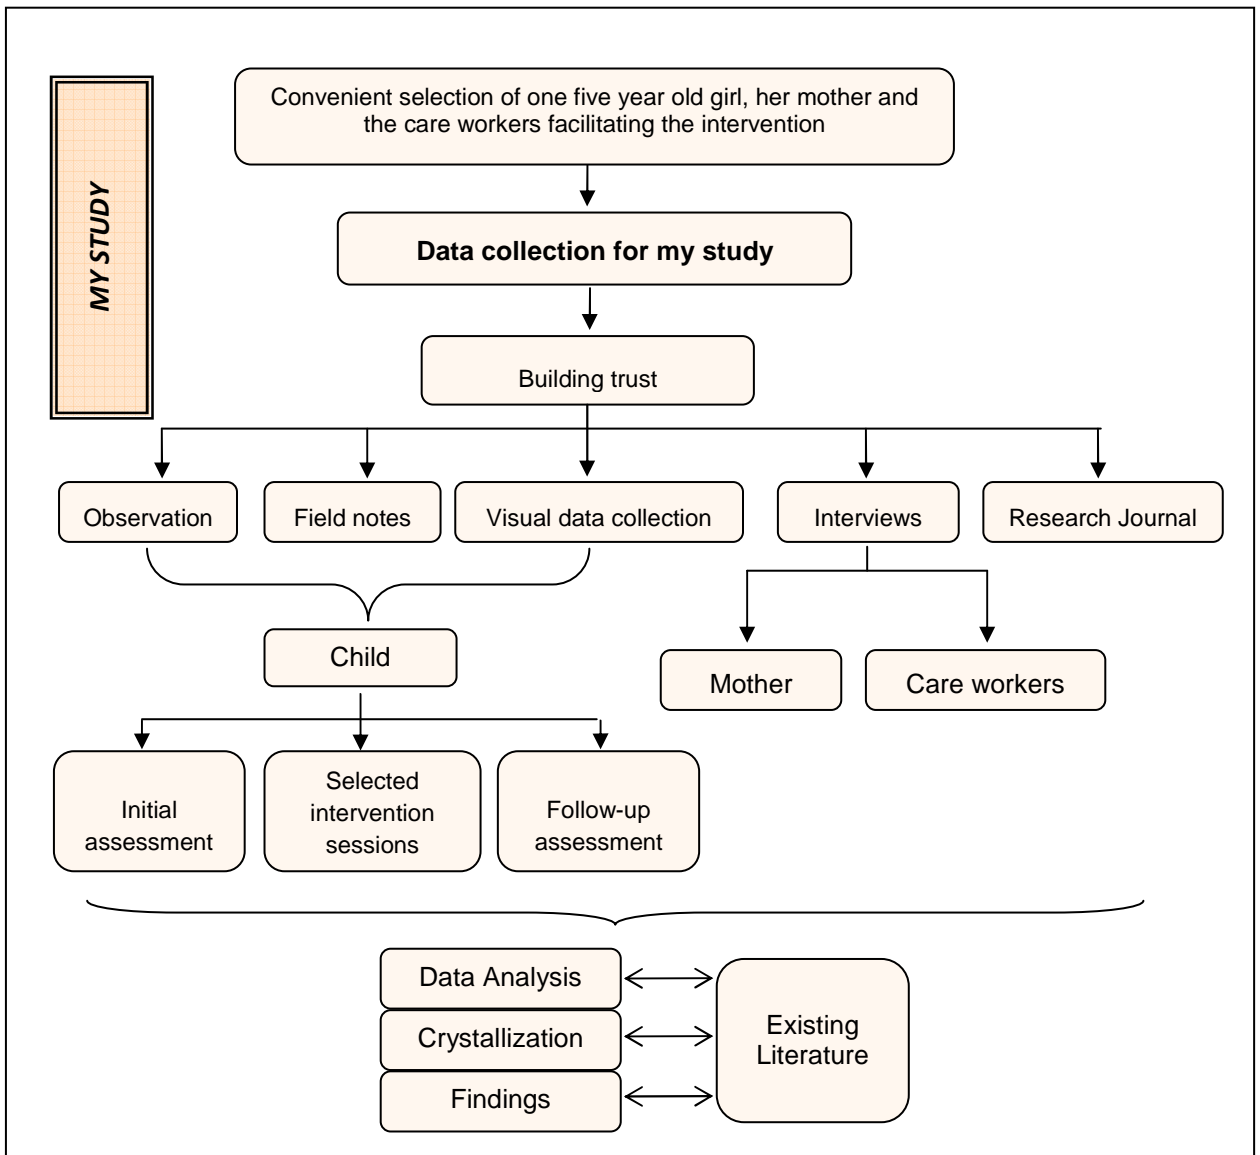 MY STUDY
Convenient selection of one five year old girl, her mother and
the care workers facilitating the intervention
Data collection for my study
Building trust
Observation
Field notes
Visual data collection
Interviews
Research Journal
Child
Mother
Care workers
Initial
assessment
Selected
intervention
sessions
Follow-up
assessment
Data Analysis
Crystallization
Findings
Existing
Literature